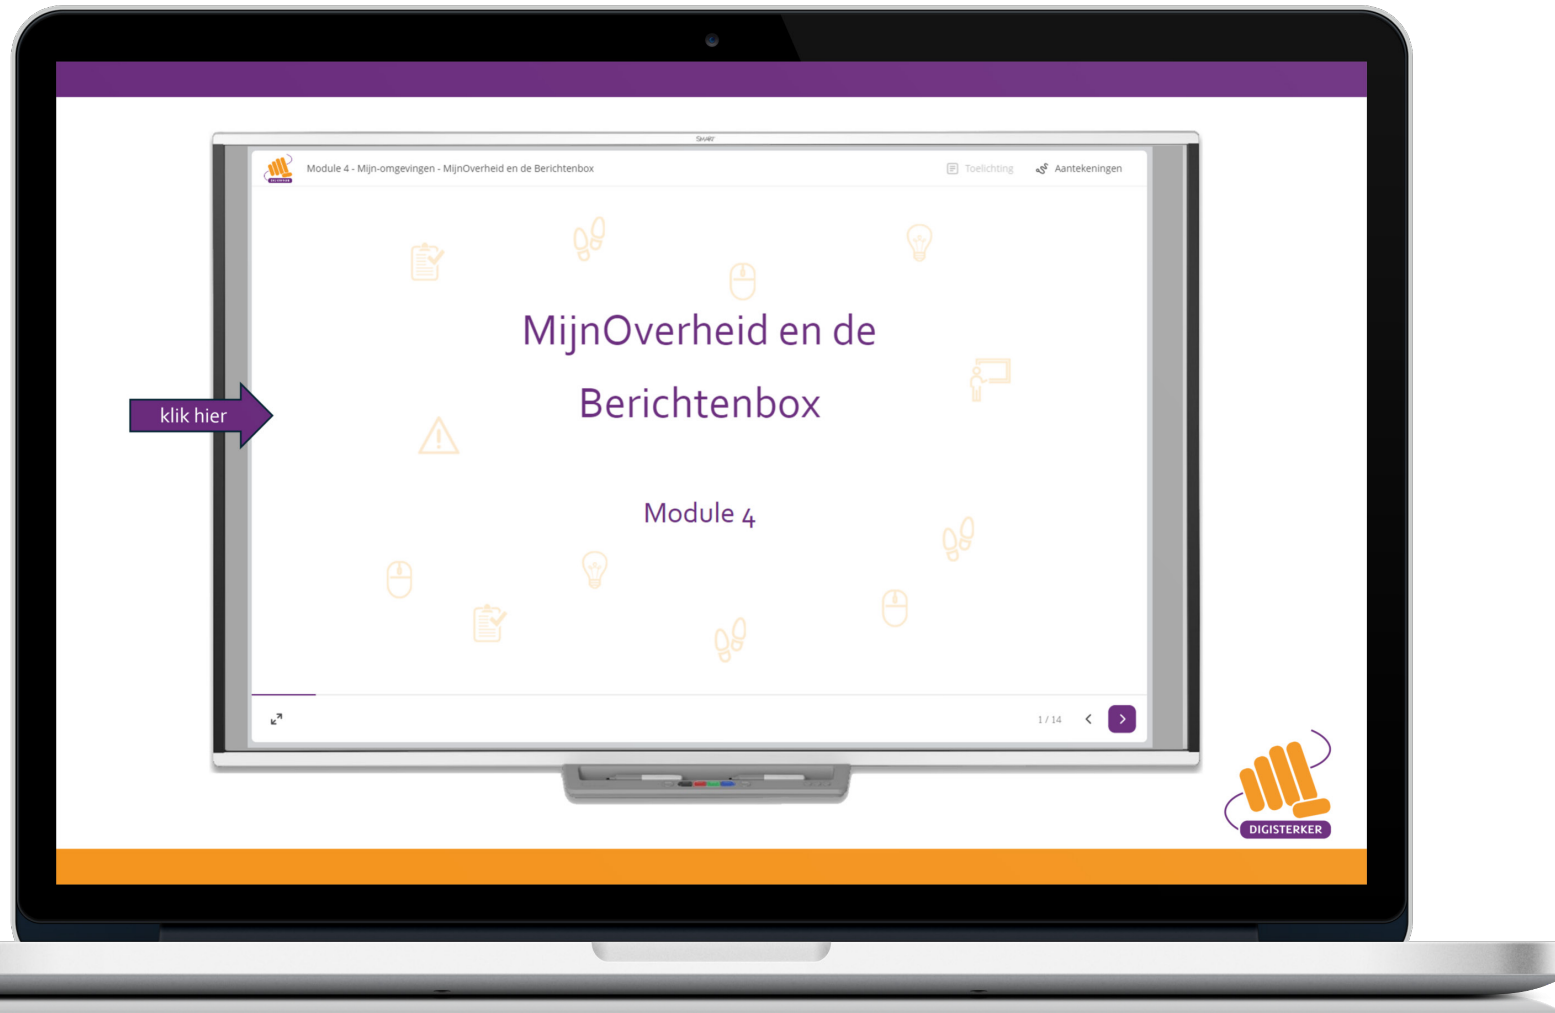 SMART
Module 4 - Mijn-omgevingen - MijnOverheid en de Berichtenbox
Toelichting
Aantekeningen
MijnOverheid en de
Berichtenbox
klik hier
Module 4
1 / 14
DIGISTERKER